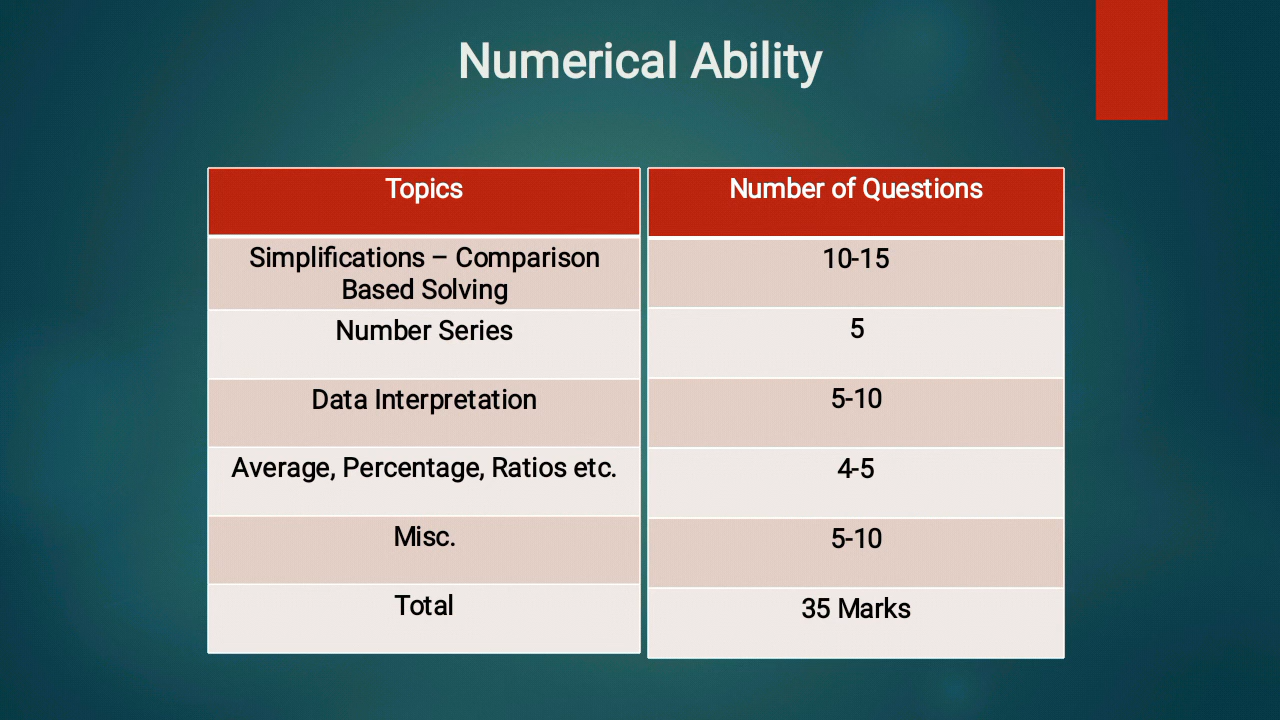 Numerical Ability
Topics
Number of Questions
Simplifications – Comparison
Based Solving
10-15
Number Series
5
Data Interpretation
5-10
Average, Percentage, Ratios etc.
4-5
Misc.
5-10
Total
35 Marks